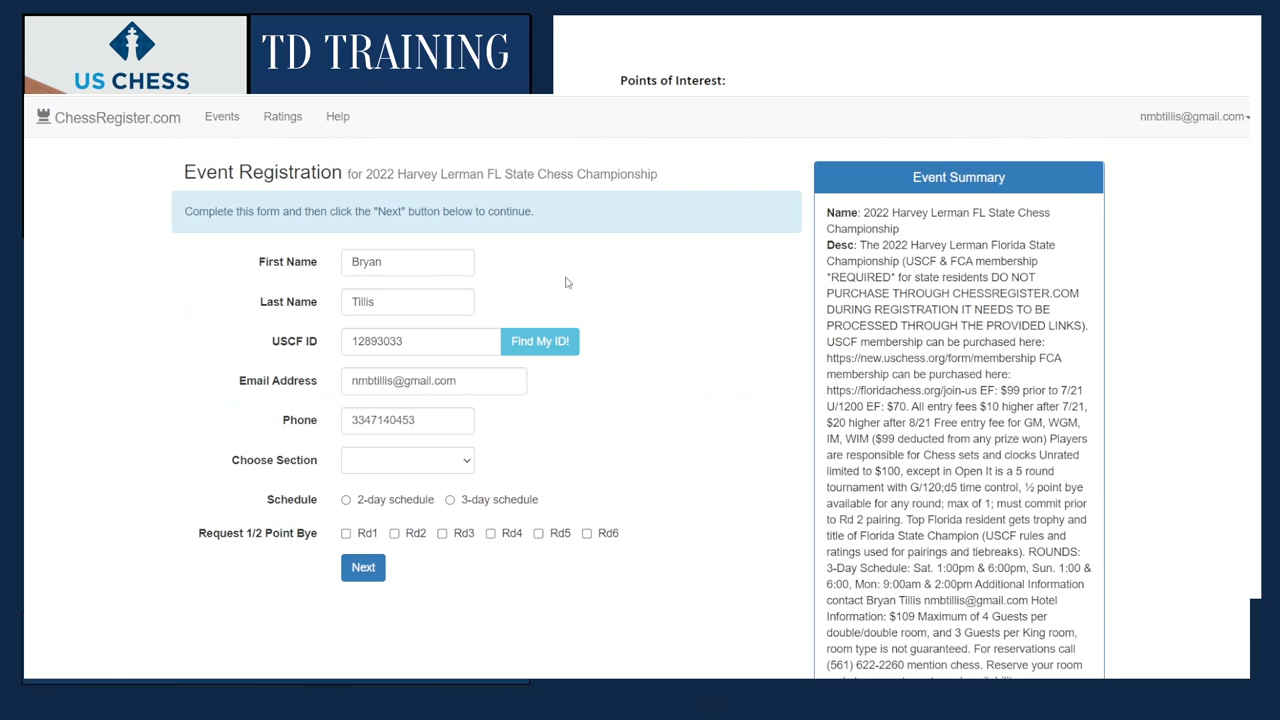 US CHESS
TD TRAINING
Points of Interest:
ChessRegister.com Events Ratings Help nmbtillis@gmail.com
Event Registration for 2022 Harvey Lerman FL State Chess Championship
Complete this form and then click the "Next" button below to continue.
First Name Bryan
Last Name Tillis
USCF ID 12893033 Find My ID!
Email Address nmbtillis@gmail.com
Phone 3347140453
Choose Section
Schedule 2-day schedule 3-day schedule
Request 1/2 Point Bye Rd1 Rd2 Rd3 Rd4 Rd5 Rd6
Next
Event Summary
Name: 2022 Harvey Lerman FL State Chess
Championship
Desc: The 2022 Harvey Lerman Florida State
Championship (USCF & FCA membership
*REQUIRED* for state residents DO NOT
PURCHASE THROUGH CHESSREGISTER.COM
DURING REGISTRATION IT NEEDS TO BE
PROCESSED THROUGH THE PROVIDED LINKS).
USCF membership can be purchased here:
https://new.uschess.org/form/membership FCA
membership can be purchased here:
https://floridachess.org/join-us EF: $99 prior to 7/21
U/1200 EF: $70. All entry fees $10 higher after 7/21,
$20 higher after 8/21 Free entry fee for GM, WGM,
IM, WIM ($99 deducted from any prize won) Players
are responsible for Chess sets and clocks Unrated
limited to $100, except in Open It is a 5 round
tournament with G/120;d5 time control, ½ point bye
available for any round; max of 1; must commit prior
to Rd 2 pairing. Top Florida resident gets trophy and
title of Florida State Champion (USCF rules and
ratings used for pairings and tiebreaks). ROUNDS:
3-Day Schedule: Sat. 1:00pm & 6:00pm, Sun. 1:00 &
6:00, Mon: 9:00am & 2:00pm Additional Information
contact Bryan Tillis nmbtillis@gmail.com Hotel
Information: $109 Maximum of 4 Guests per
double/double room, and 3 Guests per King room,
room type is not guaranteed. For reservations call
(561) 622-2260 mention chess. Reserve your room